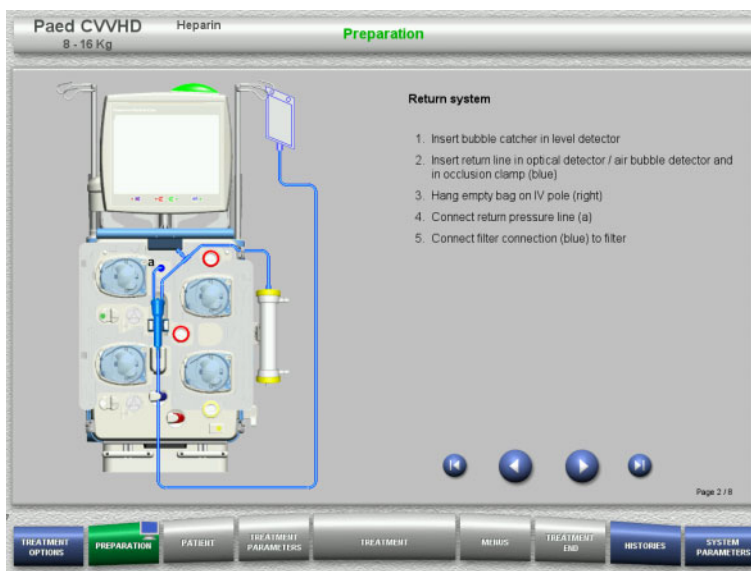 Paed CVVHD
Heparin
8 - 16 Kg
Preparation
Return system
1. Insert bubble catcher in level detector
2. Insert return line in optical detector / air bubble detector and
in occlusion clamp (blue)
3. Hang empty bag on IV pole (right)
4. Connect return pressure line (a)
5. Connect filter connection (blue) to filter
a
Page 2 / 8
TREATMENT
OPTIONS
PREPARATION
PATIENT
TREATMENT
PARAMETERS
TREATMENT
MENUS
TREATMENT
END
HISTORIES
SYSTEM
PARAMETERS